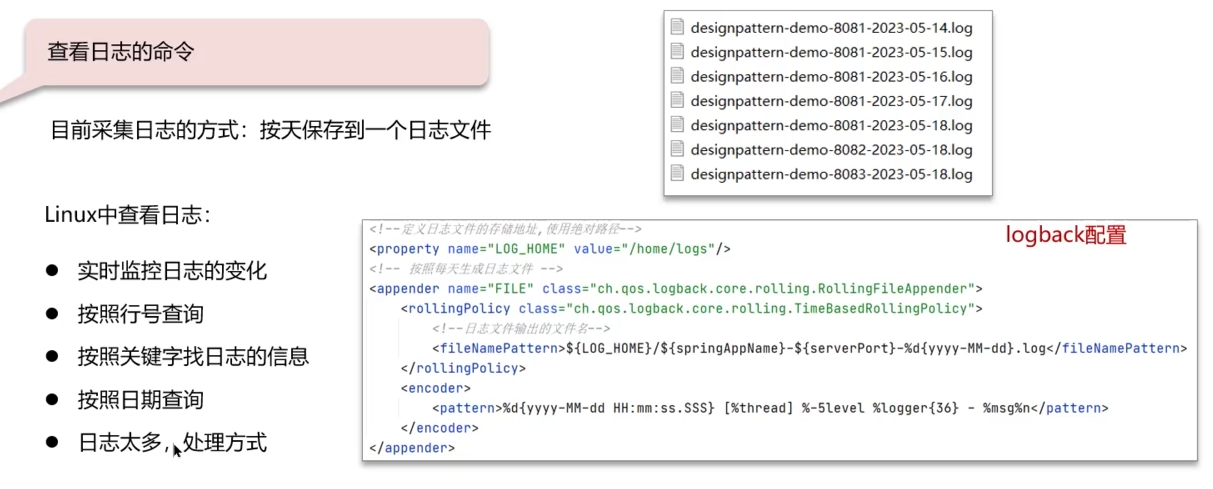 查看日志的命令
目前采集日志的方式：按天保存到一个日志文件
designpattern-demo-8081-2023-05-14.log
designpattern-demo-8081-2023-05-15.log
designpattern-demo-8081-2023-05-16.log
designpattern-demo-8081-2023-05-17.log
designpattern-demo-8081-2023-05-18.log
designpattern-demo-8082-2023-05-18.log
designpattern-demo-8083-2023-05-18.log
Linux中查看日志：
● 实时监控日志的变化
● 按照行号查询
● 按照关键字找日志的信息
● 按照日期查询
● 日志太多，处理方式
logback配置
<!--定义日志文件的存储地址,使用绝对路径-->
<property name="LOG_HOME" value="/home/logs"/>
<!-- 按照每天生成日志文件 -->
<appender name="FILE" class="ch.qos.logback.core.rolling.RollingFileAppender">
<rollingPolicy class="ch.qos.logback.core.rolling.TimeBasedRollingPolicy">
<!--日志文件输出的文件名-->
<fileNamePattern>${LOG_HOME}/${springAppName}-${serverPort}-%d{yyyy-MM-dd}.log</fileNamePattern>
</rollingPolicy>
<encoder>
<pattern>%d{yyyy-MM-dd HH:mm:ss.SSS} [%thread] %-5level %logger{36} - %msg%n</pattern>
</encoder>
</appender>